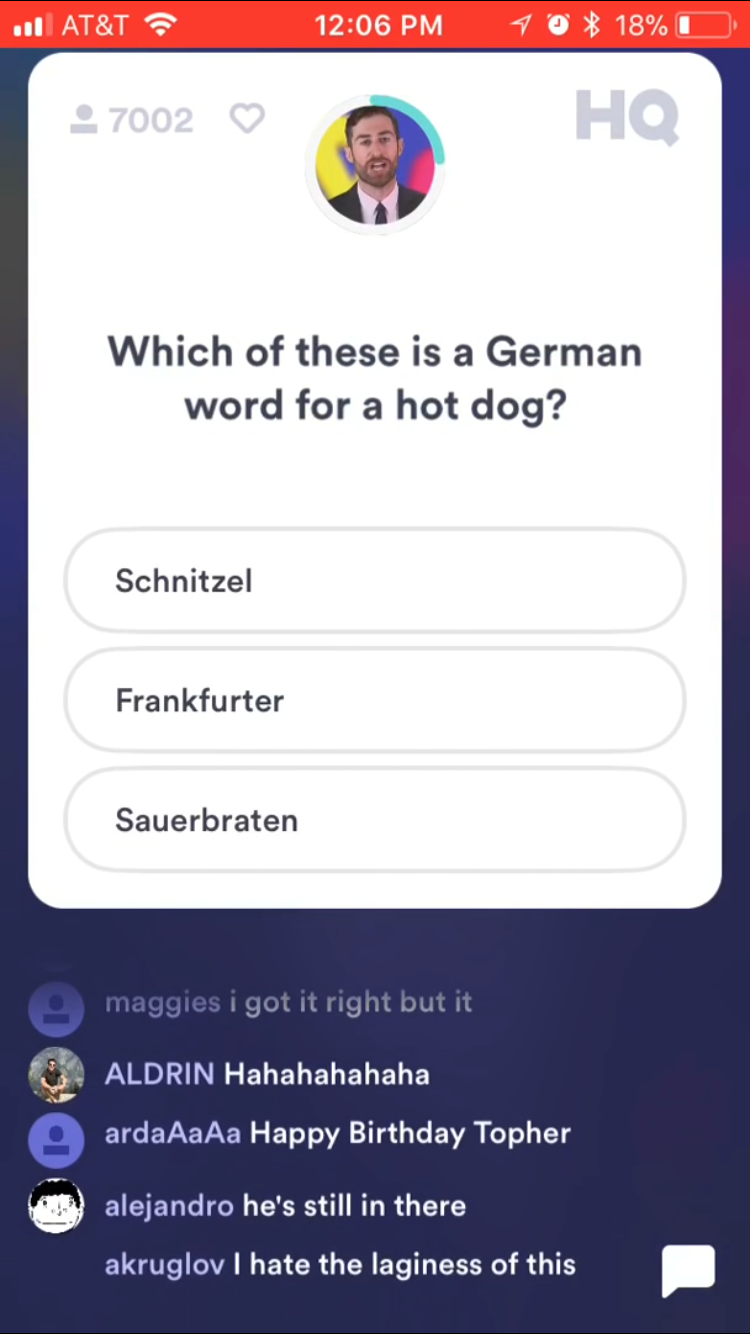 AT&T 12:06 PM 18%
7002 HQ
Which of these is a German
word for a hot dog?
Schnitzel
Frankfurter
Sauerbraten
maggies i got it right but it
ALDRIN Hahahahahaha
ardaAaAa Happy Birthday Topher
alejandro he's still in there
akruglov I hate the laginess of this